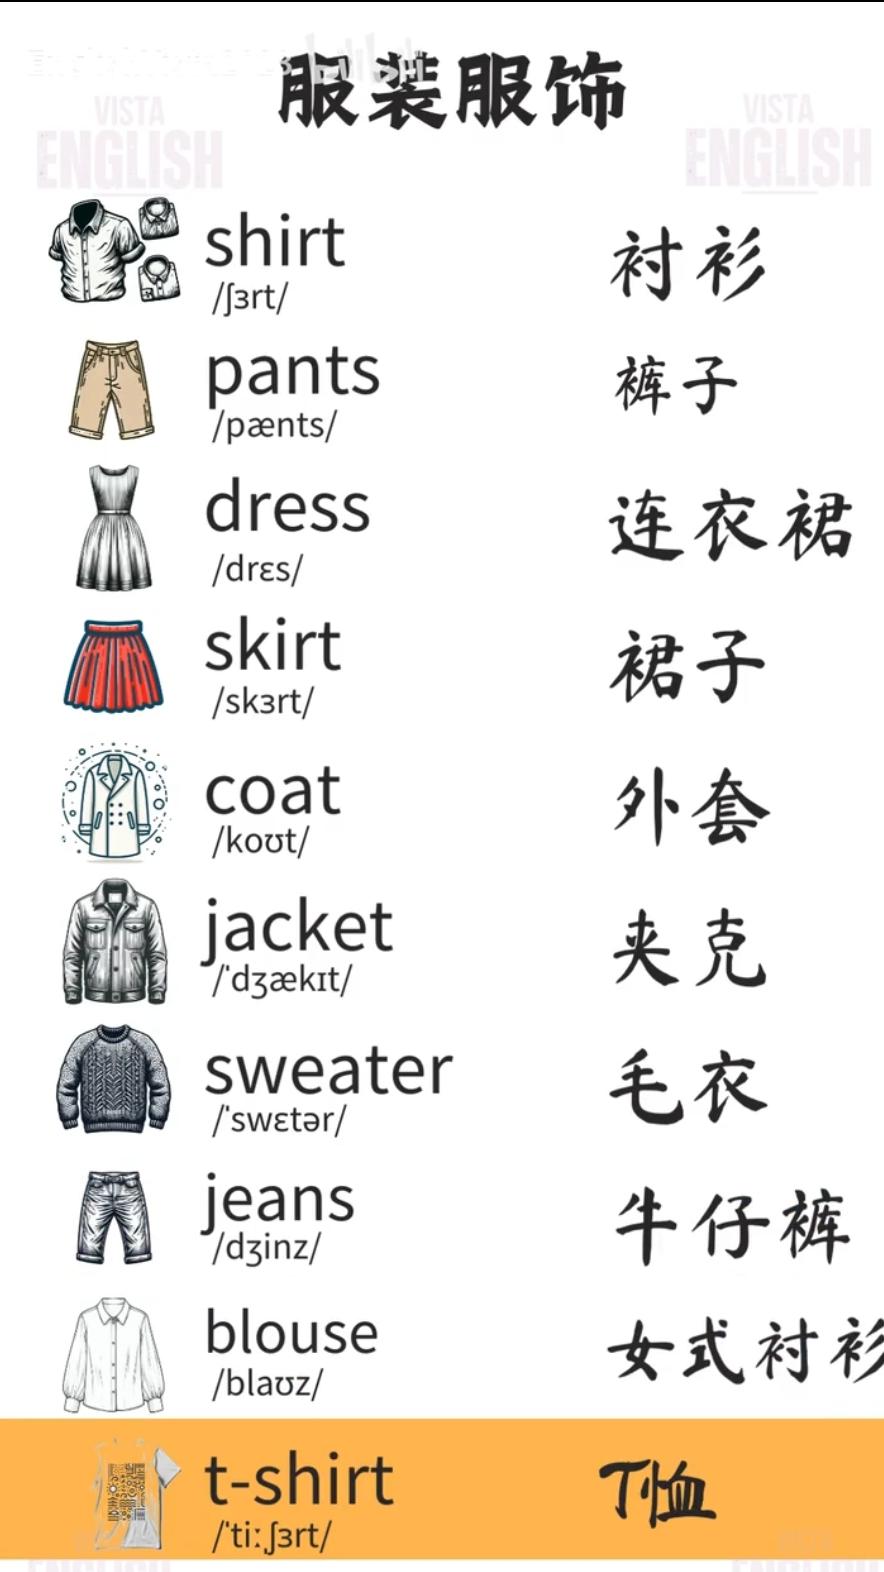 服装服饰
VISTA
ENGLISH
VISTA
ENGLISH
shirt 衬衫
/ʃɜrt/
pants 裤子
/pænts/
dress 连衣裙
/drɛs/
skirt 裙子
/skɜrt/
coat 外套
/koʊt/
jacket 夹克
/ˈdʒækɪt/
sweater 毛衣
/ˈswɛtər/
jeans 牛仔裤
/dʒinz/
blouse 女式衬衫
/blaʊz/
t-shirt T恤
/ˈtiːˌʃɜrt/